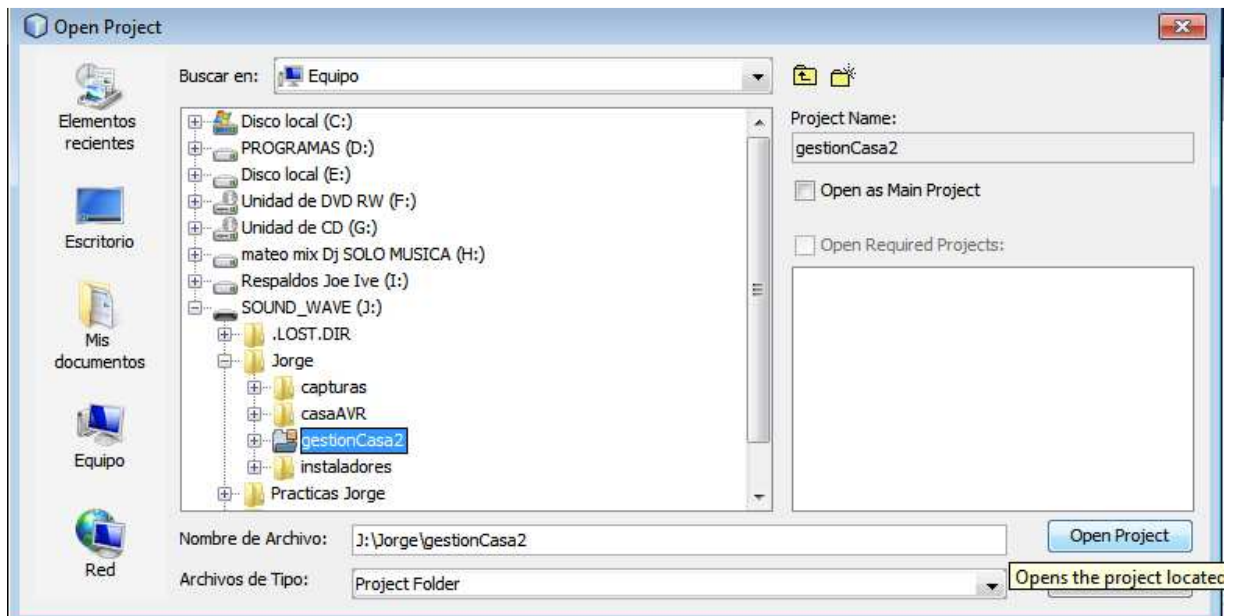 Open Project
Buscar en:
Equipo
Elementos
recientes
Escritorio
Mis
documentos
Equipo
Red
Disco local (C:)
PROGRAMAS (D:)
Disco local (E:)
Unidad de DVD RW (F:)
Unidad de CD (G:)
mateo mix Dj SOLO MUSICA (H:)
Respaldos Joe Ive (I:)
SOUND_WAVE (J:)
.LOST.DIR
Jorge
capturas
casaAVR
gestionCasa2
instaladores
Practicas Jorge
Project Name:
gestionCasa2
Open as Main Project
Open Required Projects:
Nombre de Archivo:
J:\Jorge\gestionCasa2
Open Project
Archivos de Tipo:
Project Folder
Opens the project located